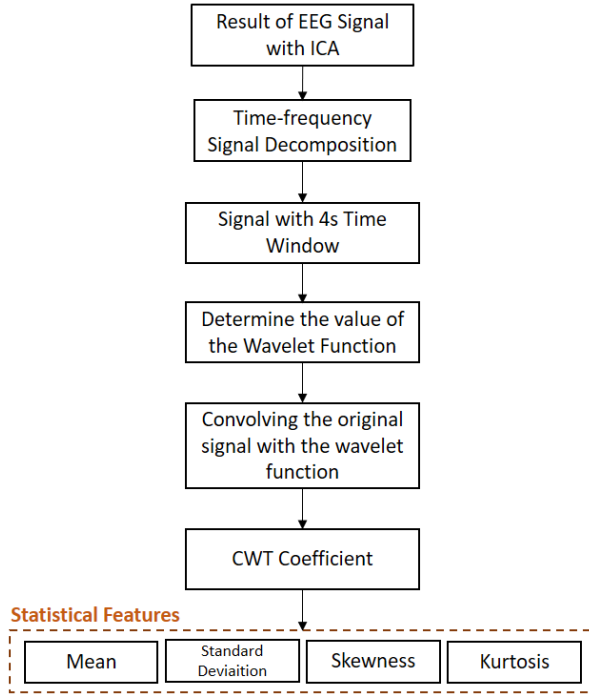 Result of EEG Signal
with ICA
Time-frequency
Signal Decomposition
Signal with 4s Time
Window
Determine the value of
the Wavelet Function
Convolving the original
signal with the wavelet
function
CWT Coefficient
Statistical Features
Mean
Standard
Deviaition
Skewness
Kurtosis